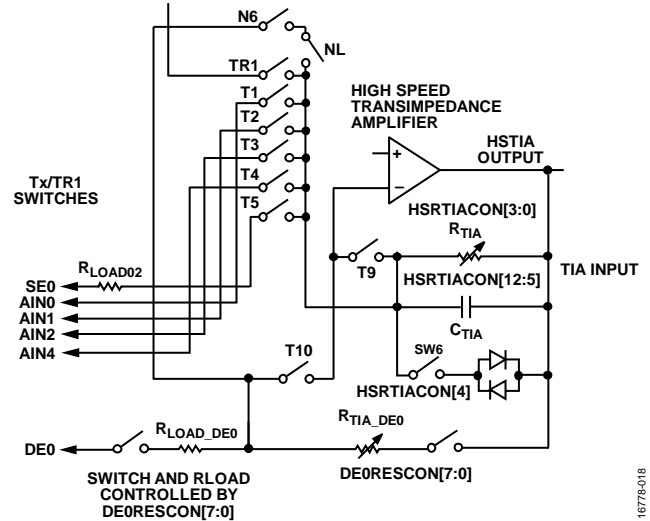 N6
NL
TR1
T1
T2
T3
T4
T5
Tx/TR1
SWITCHES
HIGH SPEED
TRANSIMPEDANCE
AMPLIFIER
+
–
HSTIA
OUTPUT
HSRTIACON[3:0]
RTIA
T9
HSRTIACON[12:5]
TIA INPUT
CTIA
RLOAD02
SE0
AIN0
AIN1
AIN2
AIN4
T10
SW6
HSRTIACON[4]
RLOAD_DE0
RTIA_DE0
DE0
DE0RESCON[7:0]
SWITCH AND RLOAD
CONTROLLED BY
DE0RESCON[7:0]
16778-018